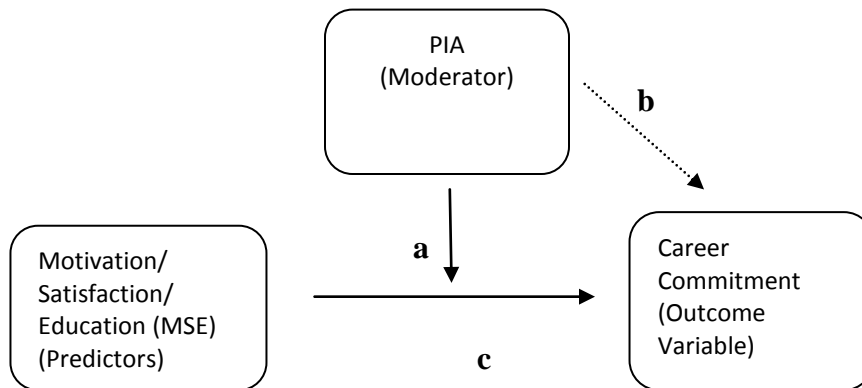 PIA
(Moderator)
b
a
Motivation/
Satisfaction/
Education (MSE)
(Predictors)
Career
Commitment
(Outcome
Variable)
c